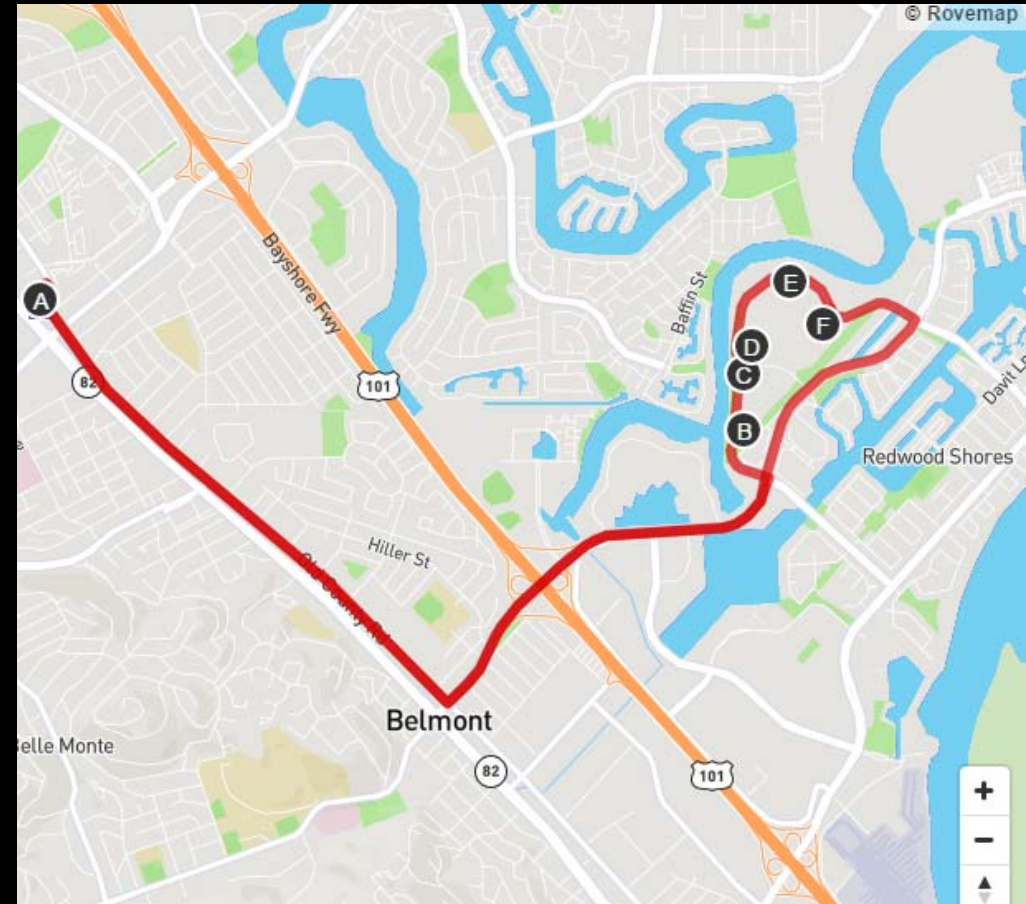 © Rovemap
Bayshore Fwy
Baffin St
A
E
F
D
C
B
82
101
Davit
Redwood Shores
Hiller St
Old County Rd
Belmont
Belle Monte
82
101
+
−